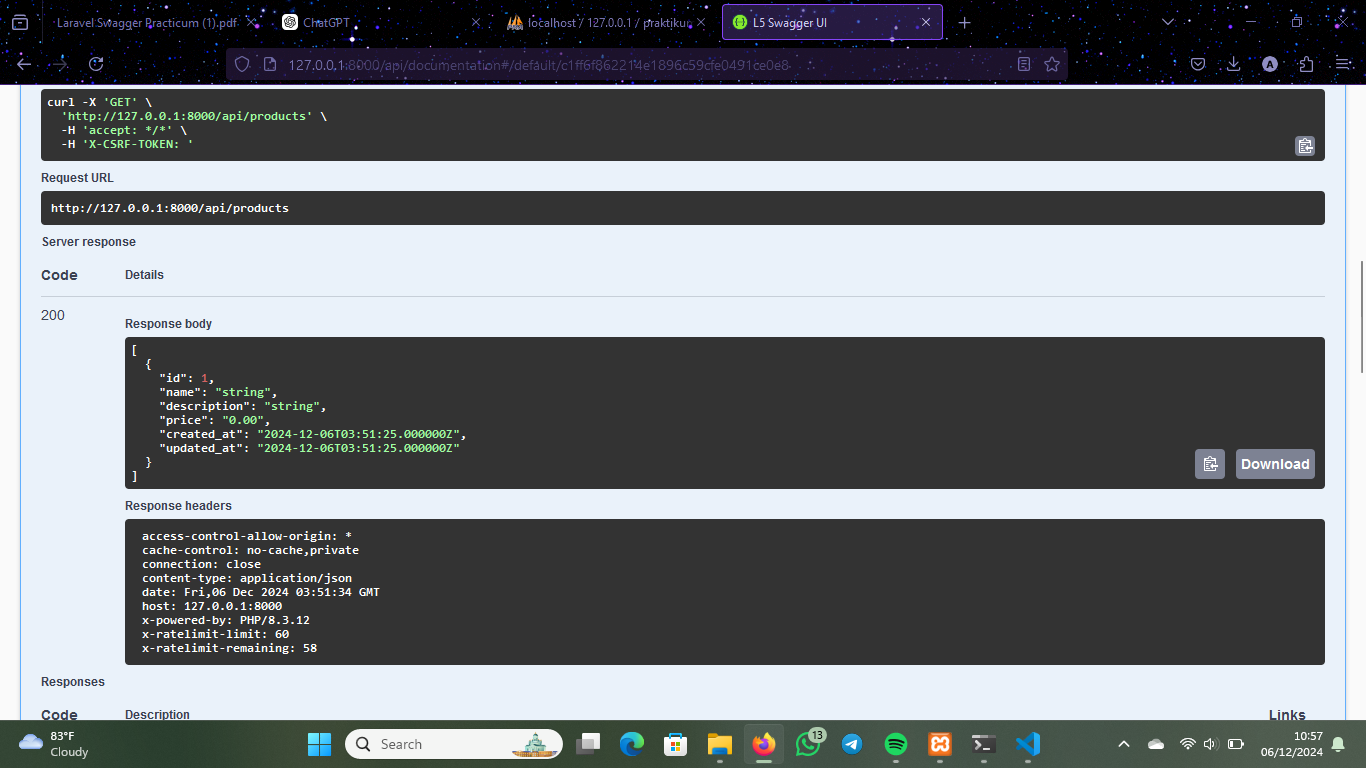 Laravel Swagger Practicum (1).pdf
ChatGPT
localhost / 127.0.0.1 / praktikur
L5 Swagger UI
127.0.0.1:8000/api/documentation#/default/c1ff6f8622114e1896c59cfe0491ce0e8
curl -X 'GET' \
'http://127.0.0.1:8000/api/products' \
-H 'accept: */*' \
-H 'X-CSRF-TOKEN: '
Request URL
http://127.0.0.1:8000/api/products
Server response
Code Details
200
Response body
[
{
"id": 1,
"name": "string",
"description": "string",
"price": "0.00",
"created_at": "2024-12-06T03:51:25.000000Z",
"updated_at": "2024-12-06T03:51:25.000000Z"
}
]
Download
Response headers
access-control-allow-origin: *
cache-control: no-cache,private
connection: close
content-type: application/json
date: Fri,06 Dec 2024 03:51:34 GMT
host: 127.0.0.1:8000
x-powered-by: PHP/8.3.12
x-ratelimit-limit: 60
x-ratelimit-remaining: 58
Responses
Code Description Links
83°F
Cloudy
Search
13
10:57
06/12/2024